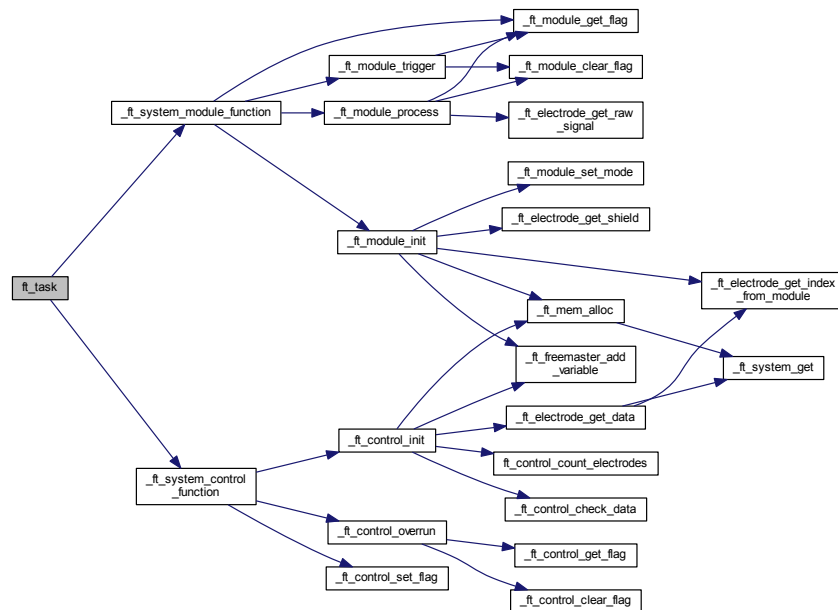 _ft_module_get_flag
_ft_module_trigger
_ft_module_clear_flag
_ft_system_module_function
_ft_module_process
_ft_electrode_get_raw
_signal
_ft_module_set_mode
_ft_electrode_get_shield
_ft_module_init
ft_task
_ft_electrode_get_index
_from_module
_ft_mem_alloc
_ft_freemaster_add
_variable
_ft_system_get
_ft_electrode_get_data
_ft_control_init
ft_control_count_electrodes
_ft_system_control
_function
_ft_control_check_data
_ft_control_overrun
_ft_control_get_flag
_ft_control_set_flag
_ft_control_clear_flag